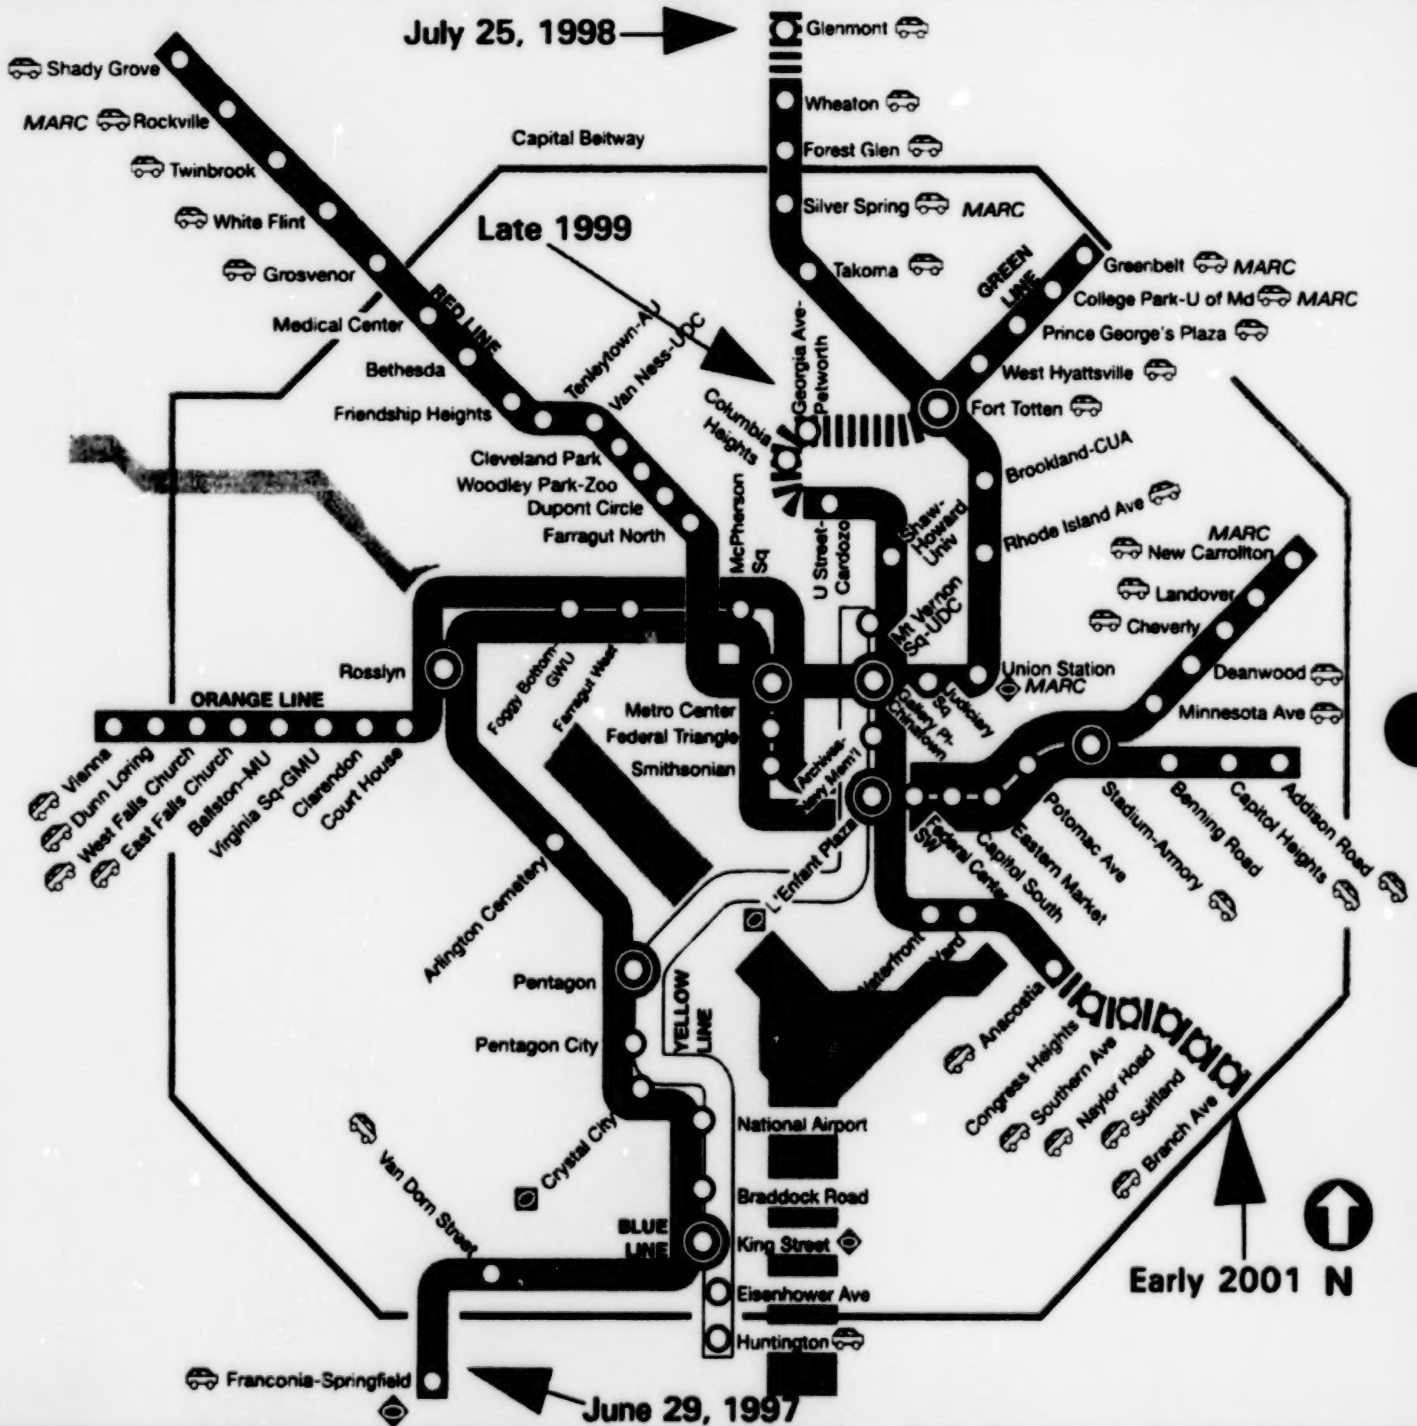 July 25, 1998
Glenmont
Shady Grove
MARC Rockville
Twinbrook
White Flint
Grosvenor
Medical Center
Bethesda
Friendship Heights
RED LINE
Tenleytown-AU
Van Ness-UDC
Cleveland Park
Woodley Park-Zoo
Dupont Circle
Farragut North
Capital Beltway
Late 1999
Wheaton
Forest Glen
Silver Spring MARC
Takoma
GREEN
LINE
Greenbelt MARC
College Park-U of Md MARC
Prince George's Plaza
West Hyattsville
Fort Totten
Georgia Ave-
Petworth
Columbia
Heights
Brookland-CUA
Rhode Island Ave
McPherson
Sq
U Street-
Cardozo
Shaw-
Howard
Univ
Mt Vernon
Sq-UDC
MARC
New Carrollton
Landover
Cheverly
Deanwood
Minnesota Ave
Union Station
MARC
Judiciary
Sq
Gallery Pl-
Chinatown
Rosslyn
Foggy Bottom-
GWU
Farragut West
Metro Center
Federal Triangle
Smithsonian
Archives-
Navy Mem'l
ORANGE LINE
Vienna
Dunn Loring
West Falls Church
East Falls Church
Ballston-MU
Virginia Sq-GMU
Clarendon
Court House
L'Enfant Plaza
Federal Center
SW
Capitol South
Eastern Market
Potomac Ave
Stadium-Armory
Benning Road
Capitol Heights
Addison Road
Arlington Cemetery
Pentagon
YELLOW
LINE
Pentagon City
Crystal City
Waterfront
Yard
Anacostia
Congress Heights
Southern Ave
Naylor Road
Suitland
Branch Ave
National Airport
Braddock Road
BLUE
LINE
King Street
Eisenhower Ave
Huntington
Van Dorn Street
Franconia-Springfield
June 29, 1997
Early 2001
N